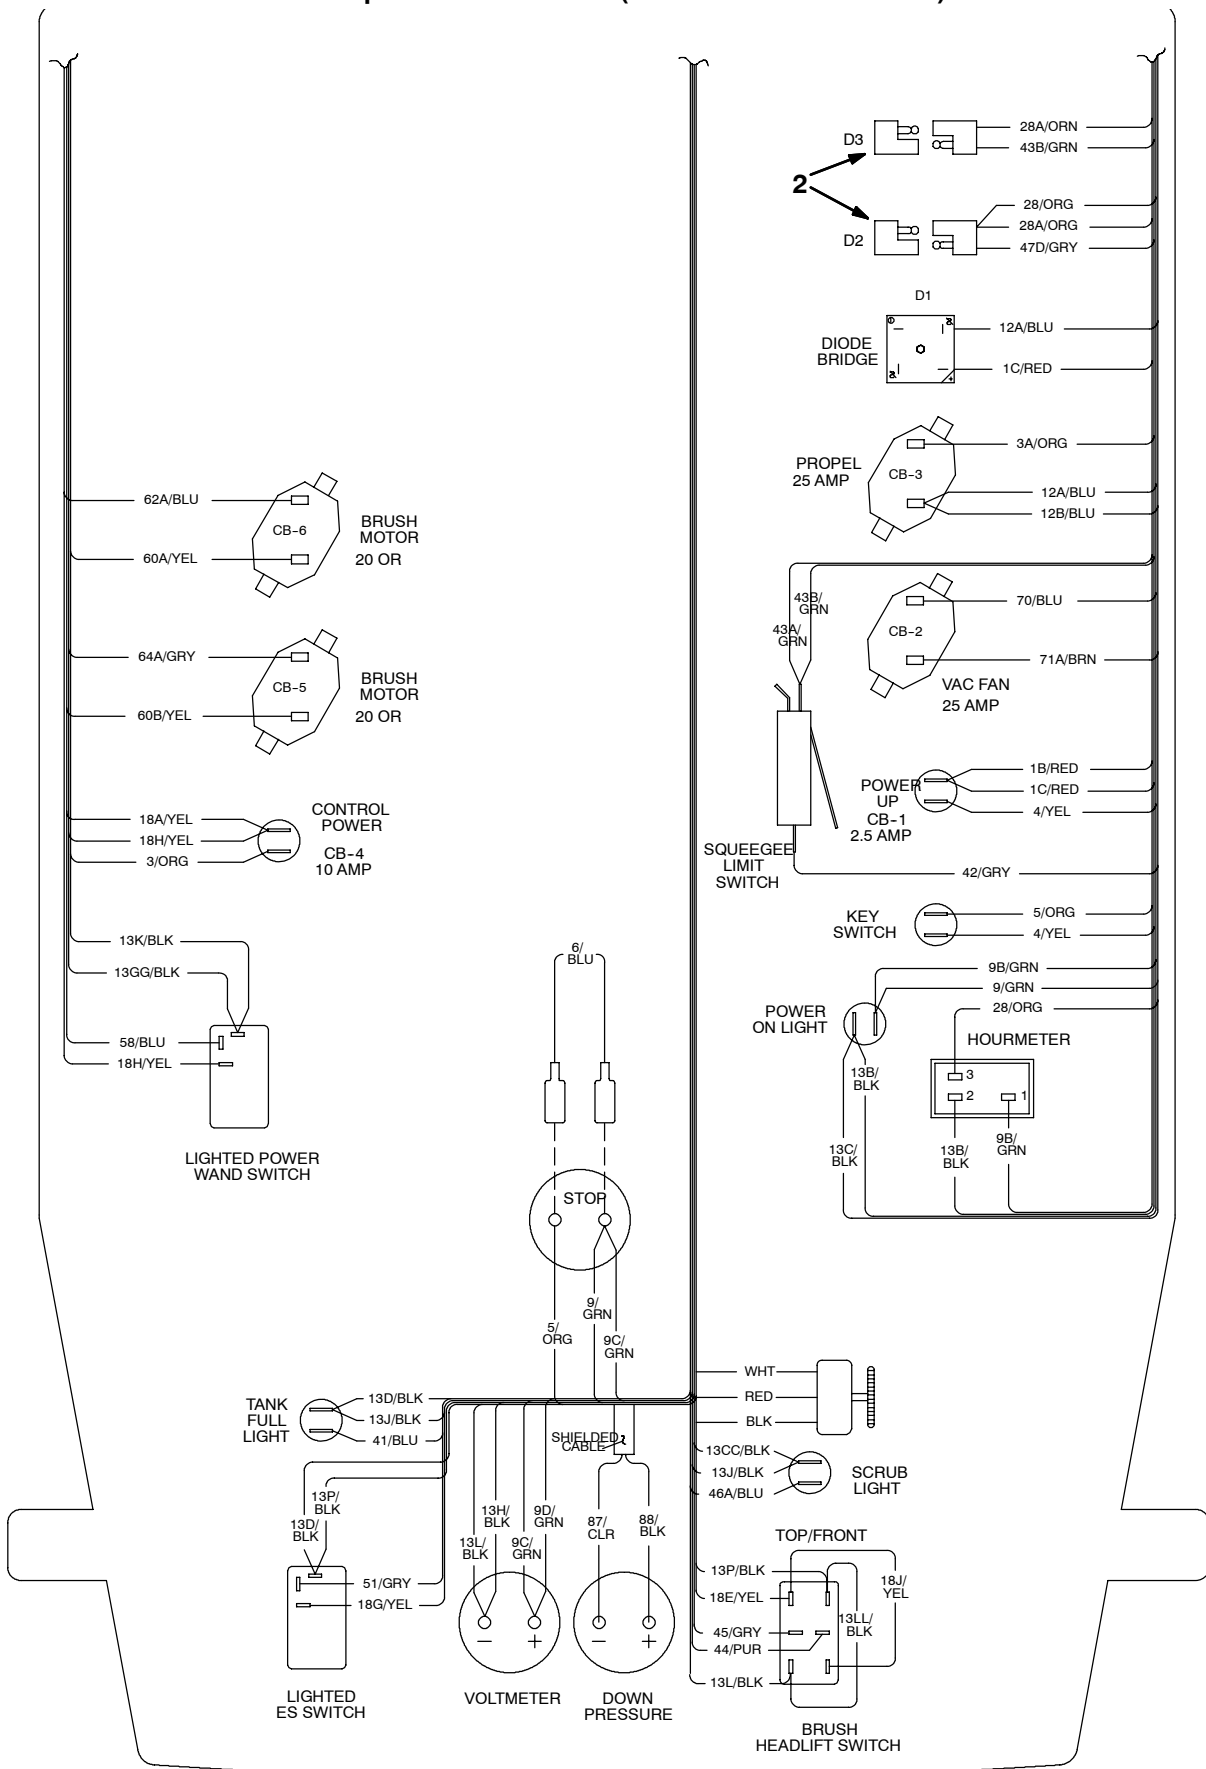 28A/ORN
D3
43B/GRN
2
28/ORG
28A/ORG
D2
47D/GRY
D1
12A/BLU
DIODE
BRIDGE
1C/RED
3A/ORG
PROPEL
25 AMP
CB-3
12A/BLU
12B/BLU
62A/BLU
CB-6
BRUSH
MOTOR
20 OR
60A/YEL
43B/
GRN
43A/
GRN
70/BLU
CB-2
71A/BRN
VAC FAN
25 AMP
64A/GRY
CB-5
BRUSH
MOTOR
20 OR
60B/YEL
1B/RED
POWER
UP
CB-1
2.5 AMP
1C/RED
4/YEL
18A/YEL
18H/YEL
3/ORG
CONTROL
POWER
CB-4
10 AMP
SQUEEGEE
LIMIT
SWITCH
42/GRY
KEY
SWITCH
5/ORG
4/YEL
13K/BLK
13GG/BLK
6/
BLU
9B/GRN
9/GRN
28/ORG
POWER
ON LIGHT
HOURMETER
58/BLU
18H/YEL
13B/
BLK
3
2
1
13C/
BLK
13B/
BLK
9B/
GRN
LIGHTED POWER
WAND SWITCH
STOP
9/
GRN
5/
ORG
9C/
GRN
WHT
RED
BLK
TANK
FULL
LIGHT
13D/BLK
13J/BLK
41/BLU
SHIELDED
CABLE
13CC/BLK
13J/BLK
46A/BLU
SCRUB
LIGHT
13P/
BLK
13D/
BLK
13H/
BLK
9D/
GRN
13L/
BLK
9C/
GRN
87/
CLR
88/
BLK
TOP/FRONT
13P/BLK
18E/YEL
18J/
YEL
13LL/
BLK
45/GRY
44/PUR
13L/BLK
51/GRY
18G/YEL
− +
− +
LIGHTED
ES SWITCH
VOLTMETER
DOWN
PRESSURE
BRUSH
HEADLIFT SWITCH